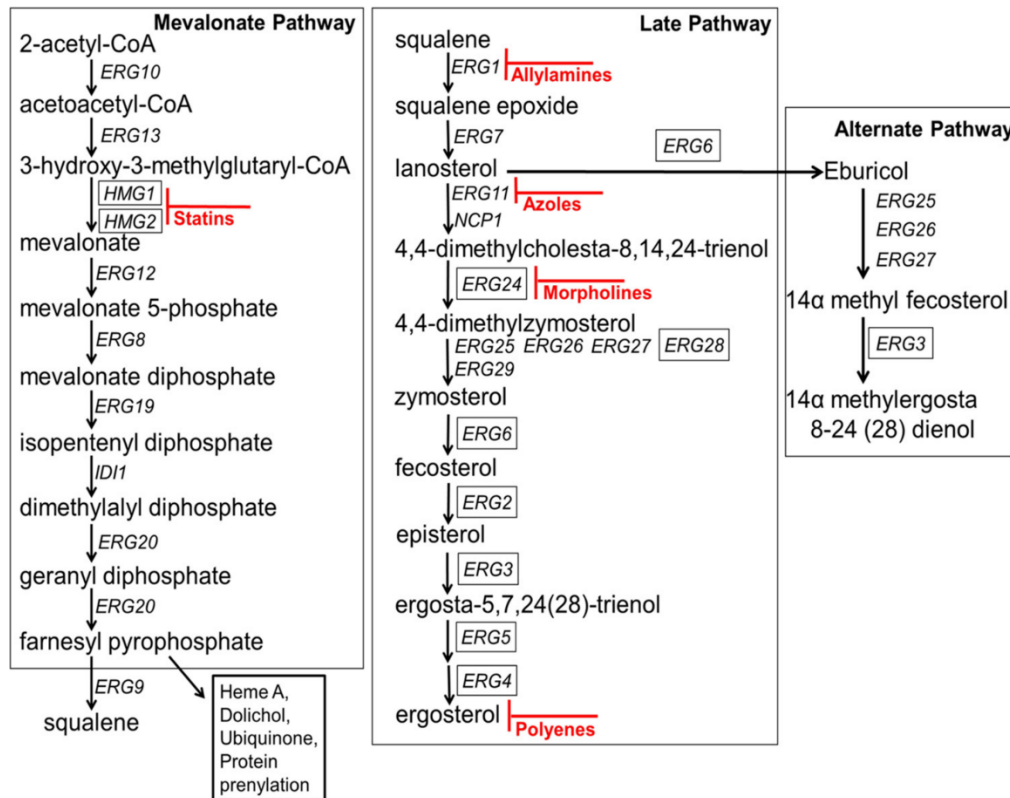 Mevalonate Pathway
2-acetyl-CoA
ERG10
acetoacetyl-CoA
ERG13
3-hydroxy-3-methylglutaryl-CoA
HMG1
HMG2
Statins
mevalonate
ERG12
mevalonate 5-phosphate
ERG8
mevalonate diphosphate
ERG19
isopentenyl diphosphate
IDI1
dimethylalyl diphosphate
ERG20
geranyl diphosphate
ERG20
farnesyl pyrophosphate
ERG9
squalene
Heme A,
Dolichol,
Ubiquinone,
Protein
prenylation
Late Pathway
squalene
ERG1
Allylamines
squalene epoxide
ERG7
lanosterol
ERG6
ERG11
Azoles
NCP1
4,4-dimethylcholesta-8,14,24-trienol
ERG24
Morpholines
4,4-dimethylzymosterol
ERG25 ERG26 ERG27 ERG28
ERG29
zymosterol
ERG6
fecosterol
ERG2
episterol
ERG3
ergosta-5,7,24(28)-trienol
ERG5
ERG4
ergosterol
Polyenes
Alternate Pathway
Eburicol
ERG25
ERG26
ERG27
14α methyl fecosterol
ERG3
14α methylergosta
8-24 (28) dienol